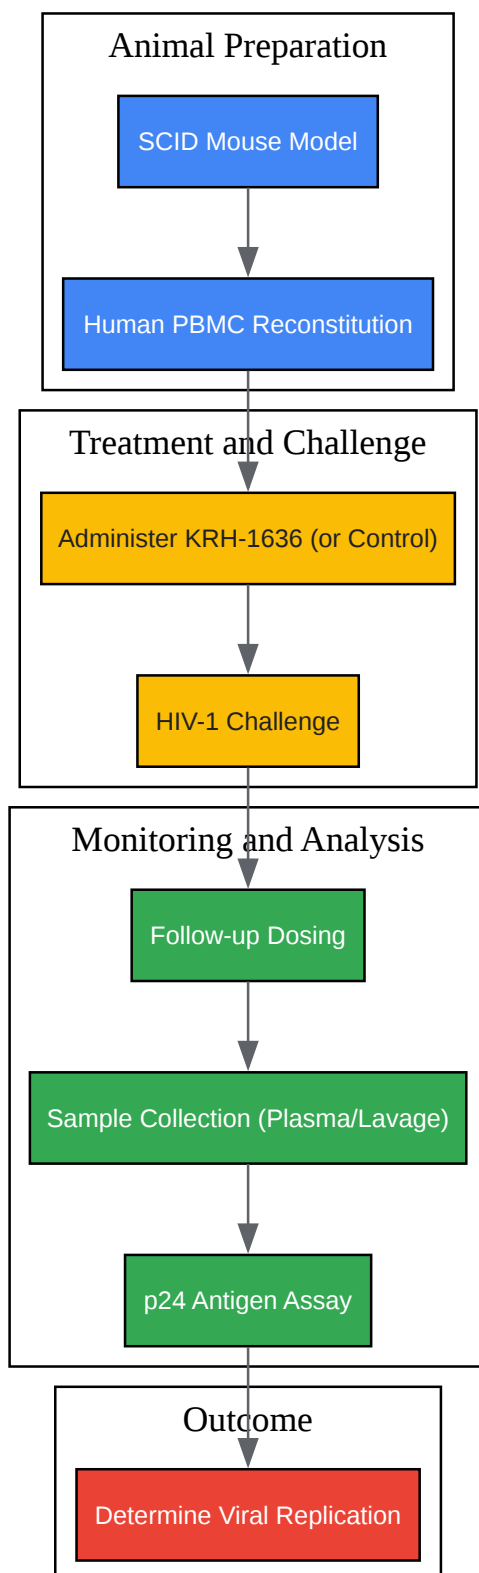 Animal Preparation
SCID Mouse Model
Human PBMC Reconstitution
Treatment and Challenge
Administer KRH-1636 (or Control)
HIV-1 Challenge
Monitoring and Analysis
Follow-up Dosing
Sample Collection (Plasma/Lavage)
p24 Antigen Assay
Outcome
Determine Viral Replication